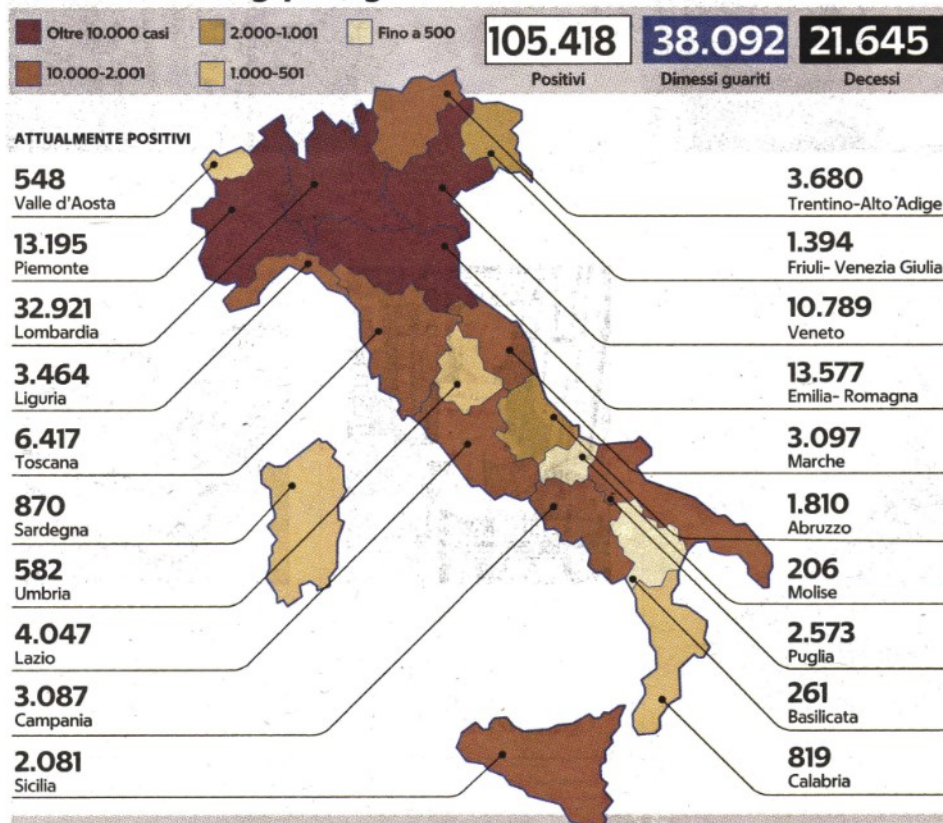 Oltre 10.000 casi
10.000-2.001
2.000-1.001
1.000-501
Fino a 500
105.418
Positivi
38.092
Dimessi guariti
21.645
Decessi
ATTUALMENTE POSITIVI
548
Valle d'Aosta
13.195
Piemonte
32.921
Lombardia
3.464
Liguria
6.417
Toscana
870
Sardegna
582
Umbria
4.047
Lazio
3.087
Campania
2.081
Sicilia
3.680
Trentino-Alto Adige
1.394
Friuli- Venezia Giulia
10.789
Veneto
13.577
Emilia- Romagna
3.097
Marche
1.810
Abruzzo
206
Molise
2.573
Puglia
261
Basilicata
819
Calabria